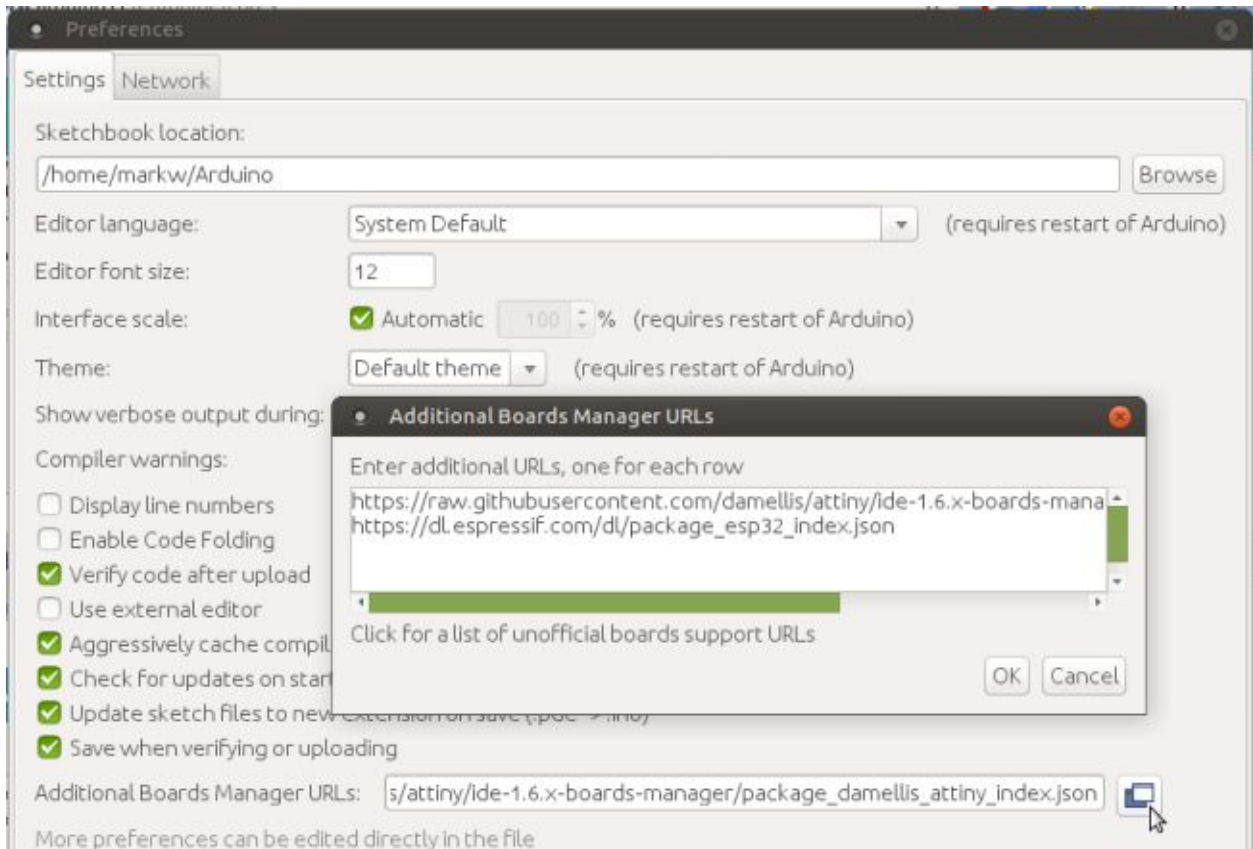 Preferences
Settings Network
Sketchbook location:
/home/markw/Arduino Browse
Editor language: System Default (requires restart of Arduino)
Editor font size: 12
Interface scale: Automatic 100 % (requires restart of Arduino)
Theme: Default theme (requires restart of Arduino)
Show verbose output during:
Compiler warnings:
Display line numbers
Enable Code Folding
Verify code after upload
Use external editor
Aggressively cache compil
Check for updates on start
Update sketch files to new extension on save (.pde -> .ino)
Save when verifying or uploading
Additional Boards Manager URLs: s/attiny/ide-1.6.x-boards-manager/package_damellis_attiny_index.json
More preferences can be edited directly in the file
Additional Boards Manager URLs
Enter additional URLs, one for each row
https://raw.githubusercontent.com/damellis/attiny/ide-1.6.x-boards-mana
https://dl.espressif.com/dl/package_esp32_index.json
Click for a list of unofficial boards support URLs
OK Cancel